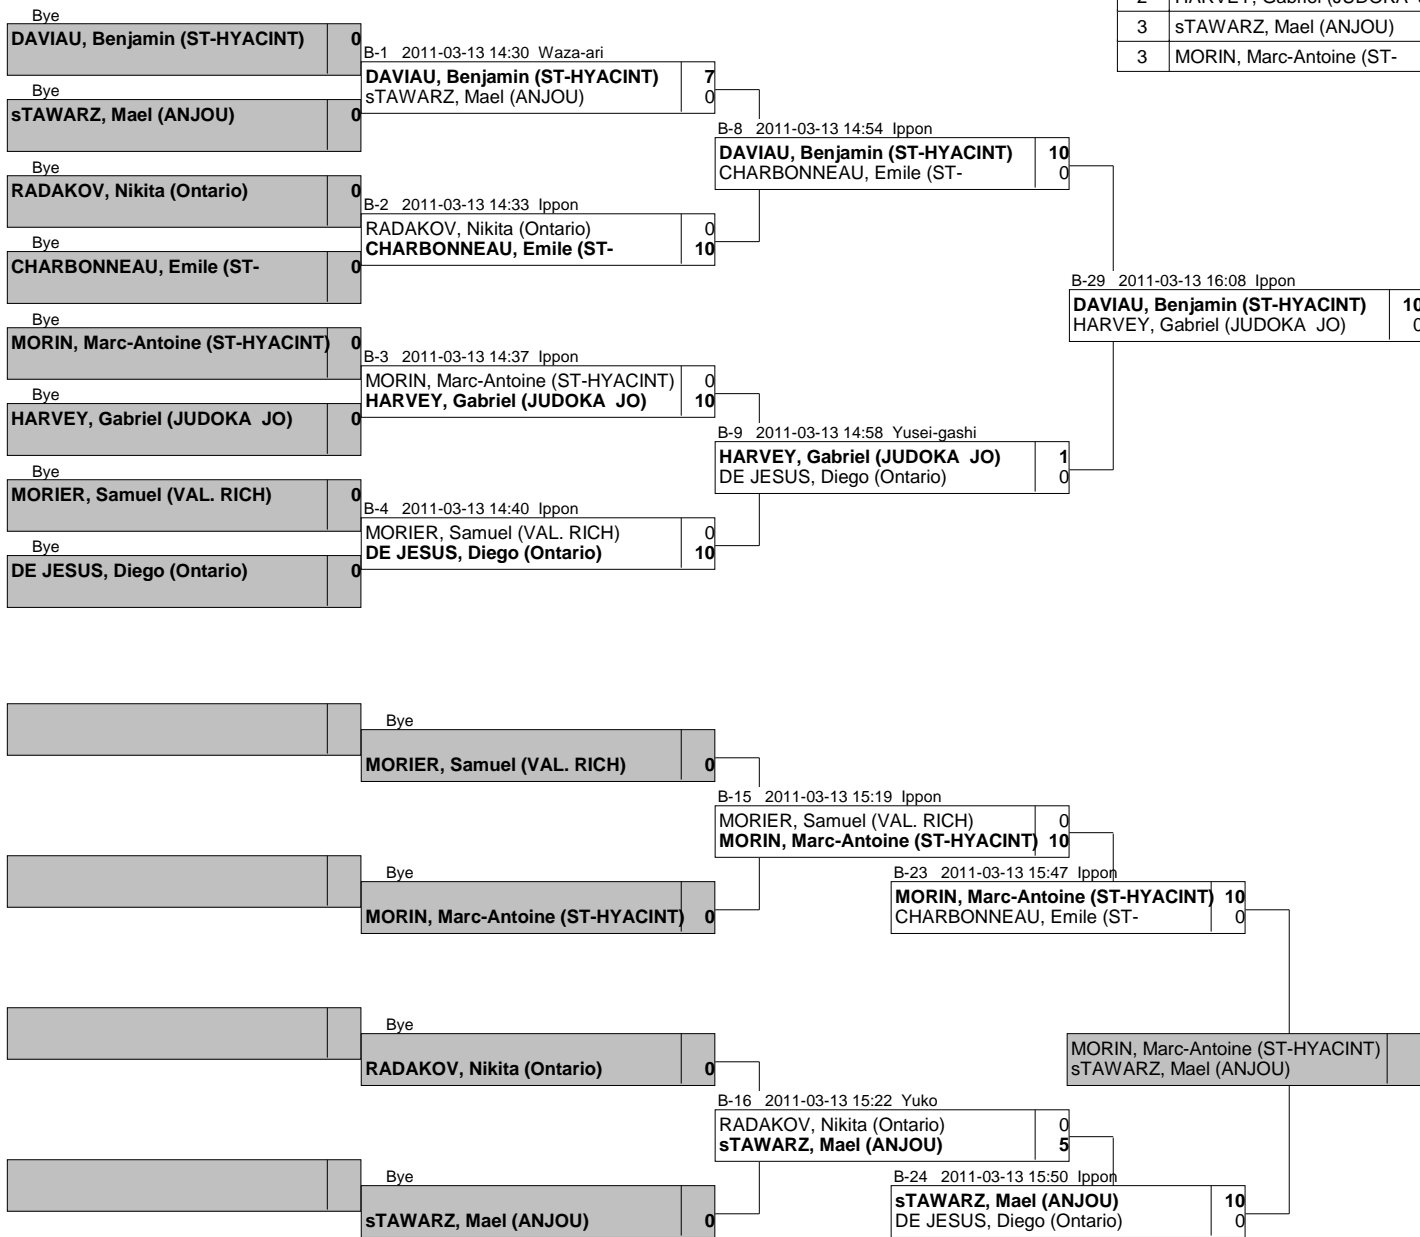 2 HARVEY, Gabriel (JUDOKA JO)
3 sTAWARZ, Mael (ANJOU)
3 MORIN, Marc-Antoine (ST-
Bye
DAVIAU, Benjamin (ST-HYACINT) 0
Bye
sTAWARZ, Mael (ANJOU) 0
Bye
RADAKOV, Nikita (Ontario) 0
Bye
CHARBONNEAU, Emile (ST- 0
Bye
MORIN, Marc-Antoine (ST-HYACINT) 0
Bye
HARVEY, Gabriel (JUDOKA JO) 0
Bye
MORIER, Samuel (VAL. RICH) 0
Bye
DE JESUS, Diego (Ontario) 0
B-1 2011-03-13 14:30 Waza-ari
DAVIAU, Benjamin (ST-HYACINT) 7
sTAWARZ, Mael (ANJOU) 0
B-2 2011-03-13 14:33 Ippon
RADAKOV, Nikita (Ontario) 0
CHARBONNEAU, Emile (ST- 10
B-3 2011-03-13 14:37 Ippon
MORIN, Marc-Antoine (ST-HYACINT) 0
HARVEY, Gabriel (JUDOKA JO) 10
B-4 2011-03-13 14:40 Ippon
MORIER, Samuel (VAL. RICH) 0
DE JESUS, Diego (Ontario) 10
B-8 2011-03-13 14:54 Ippon
DAVIAU, Benjamin (ST-HYACINT) 10
CHARBONNEAU, Emile (ST- 0
B-9 2011-03-13 14:58 Yusei-gashi
HARVEY, Gabriel (JUDOKA JO) 1
DE JESUS, Diego (Ontario) 0
B-29 2011-03-13 16:08 Ippon
DAVIAU, Benjamin (ST-HYACINT) 10
HARVEY, Gabriel (JUDOKA JO) 0
Bye
MORIER, Samuel (VAL. RICH) 0
Bye
MORIN, Marc-Antoine (ST-HYACINT) 0
Bye
RADAKOV, Nikita (Ontario) 0
Bye
sTAWARZ, Mael (ANJOU) 0
B-15 2011-03-13 15:19 Ippon
MORIER, Samuel (VAL. RICH) 0
MORIN, Marc-Antoine (ST-HYACINT) 10
B-16 2011-03-13 15:22 Yuko
RADAKOV, Nikita (Ontario) 0
sTAWARZ, Mael (ANJOU) 5
B-23 2011-03-13 15:47 Ippon
MORIN, Marc-Antoine (ST-HYACINT) 10
CHARBONNEAU, Emile (ST- 0
B-24 2011-03-13 15:50 Ippon
sTAWARZ, Mael (ANJOU) 10
DE JESUS, Diego (Ontario) 0
MORIN, Marc-Antoine (ST-HYACINT)
sTAWARZ, Mael (ANJOU)